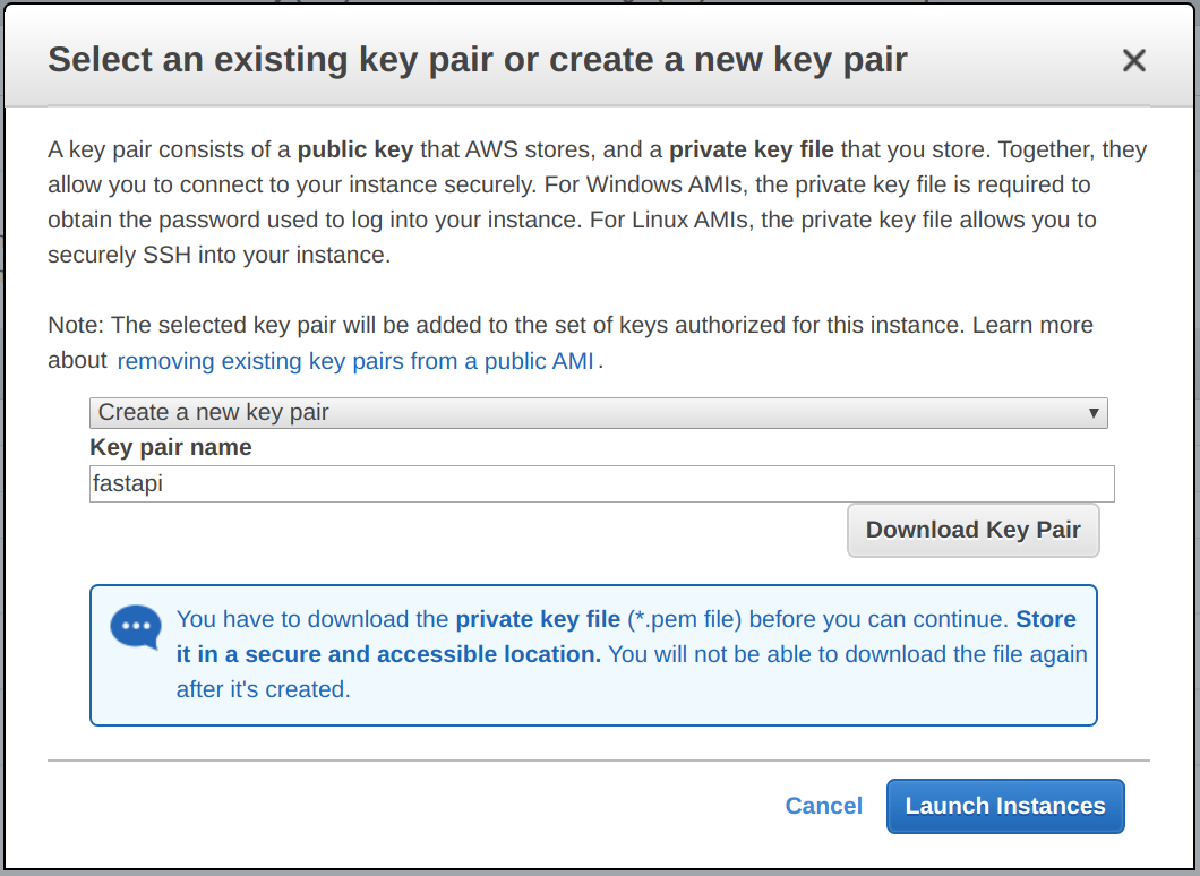 Select an existing key pair or create a new key pair
A key pair consists of a public key that AWS stores, and a private key file that you store. Together, they
allow you to connect to your instance securely. For Windows AMIs, the private key file is required to
obtain the password used to log into your instance. For Linux AMIs, the private key file allows you to
securely SSH into your instance.
Note: The selected key pair will be added to the set of keys authorized for this instance. Learn more
about removing existing key pairs from a public AMI.
Create a new key pair
Key pair name
fastapi
Download Key Pair
You have to download the private key file (*.pem file) before you can continue. Store
it in a secure and accessible location. You will not be able to download the file again
after it's created.
Cancel
Launch Instances